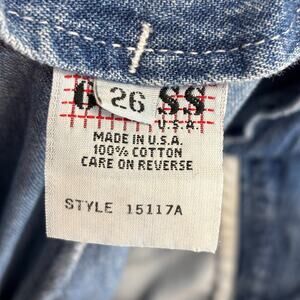 26 SS
U.S.A.
MADE IN U.S.A.
100% COTTON
CARE ON REVERSE
STYLE 15117A